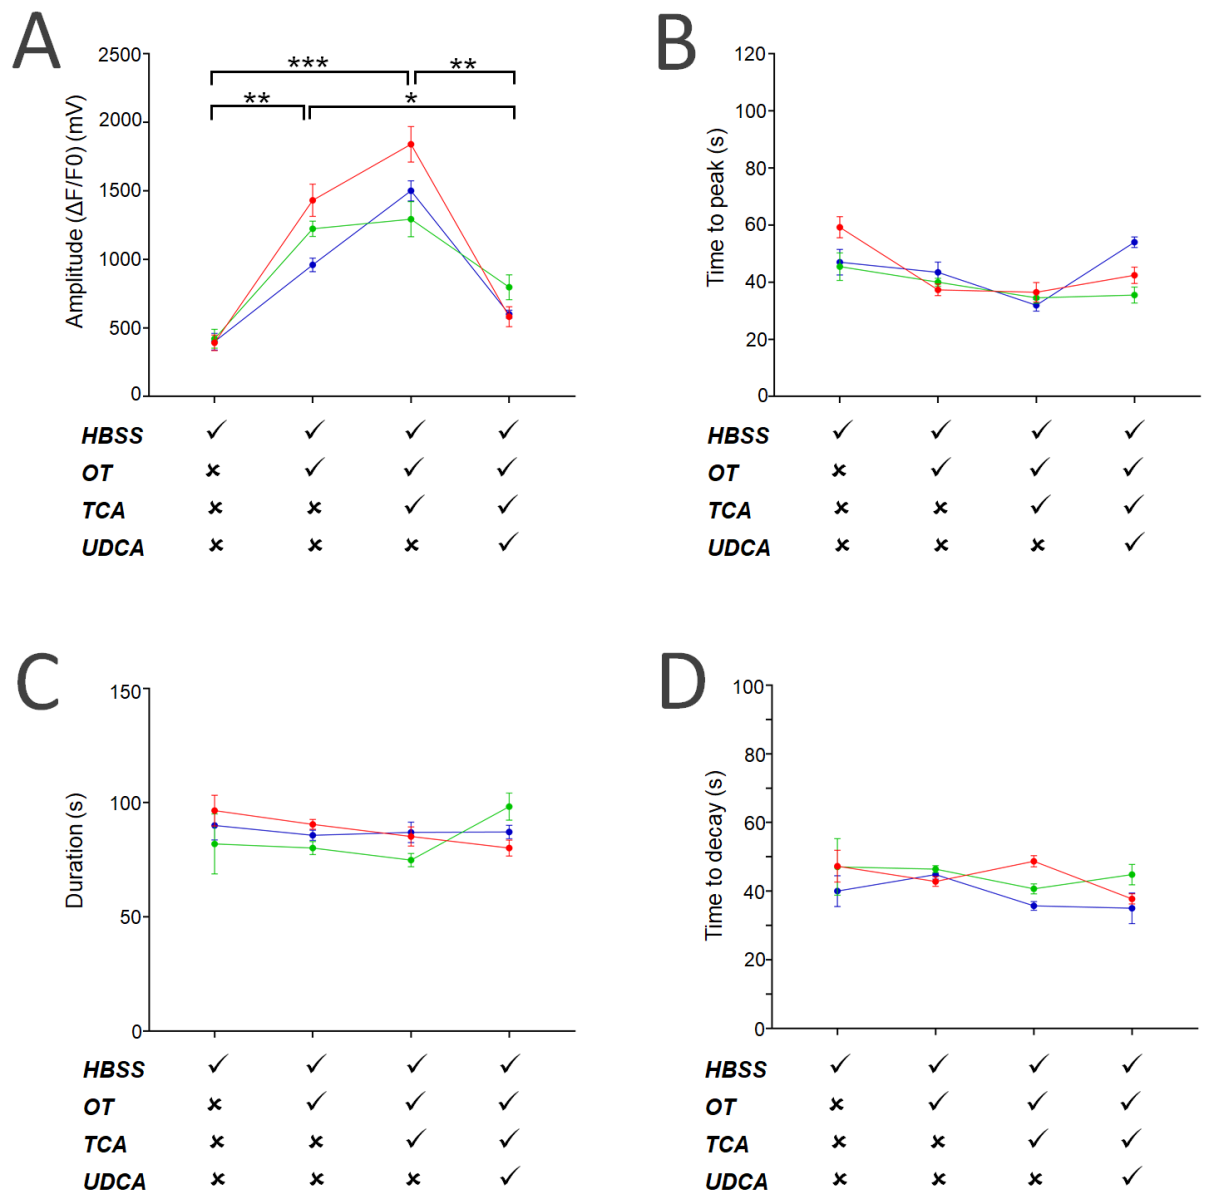 A
Amplitude (ΔF/F0) (mV)
2500
2000
1500
1000
500
0
*** **
** *
HBSS ✓ ✓ ✓ ✓
OT ✗ ✓ ✓ ✓
TCA ✗ ✗ ✓ ✓
UDCA ✗ ✗ ✗ ✓
B
Time to peak (s)
120
100
80
60
40
20
0
HBSS ✓ ✓ ✓ ✓
OT ✗ ✓ ✓ ✓
TCA ✗ ✗ ✓ ✓
UDCA ✗ ✗ ✗ ✓
C
Duration (s)
150
100
50
0
HBSS ✓ ✓ ✓ ✓
OT ✗ ✓ ✓ ✓
TCA ✗ ✗ ✓ ✓
UDCA ✗ ✗ ✗ ✓
D
Time to decay (s)
100
80
60
40
20
0
HBSS ✓ ✓ ✓ ✓
OT ✗ ✓ ✓ ✓
TCA ✗ ✗ ✓ ✓
UDCA ✗ ✗ ✗ ✓